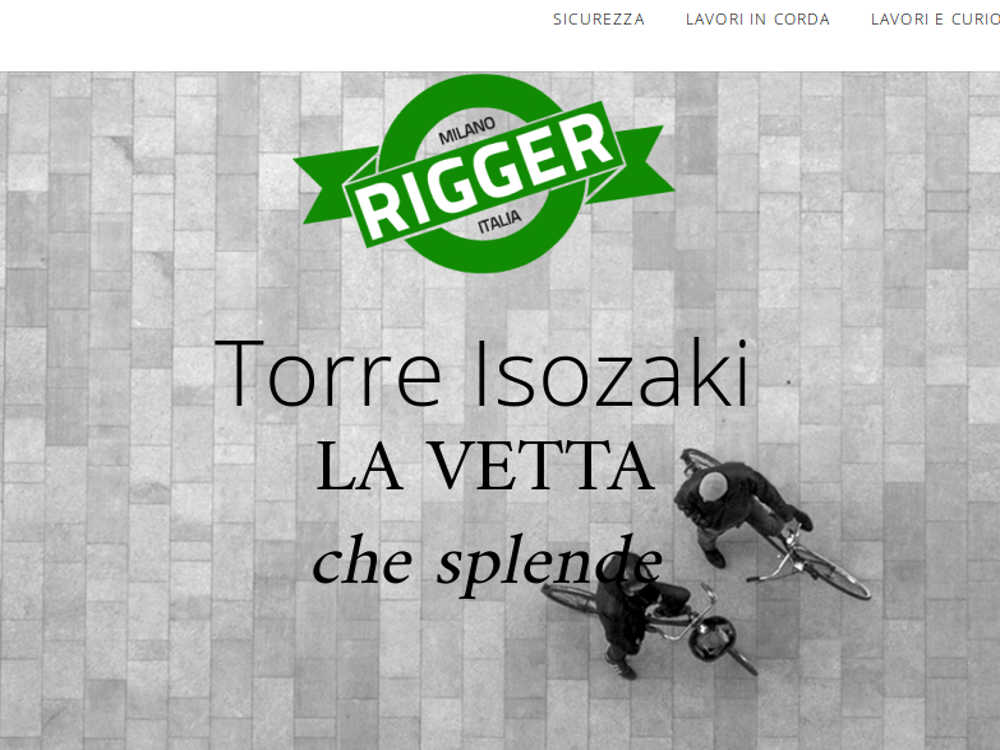 SICUREZZA LAVORI IN CORDA LAVORI E CURIO
MILANO
RIGGER
ITALIA
Torre Isozaki
LA VETTA
che splende